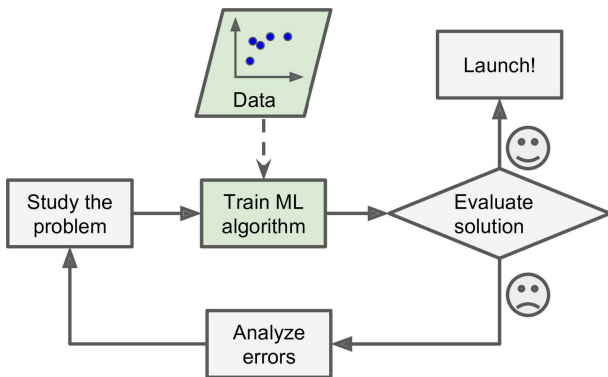 Data
Launch!
Study the
problem
Train ML
algorithm
Evaluate
solution
Analyze
errors